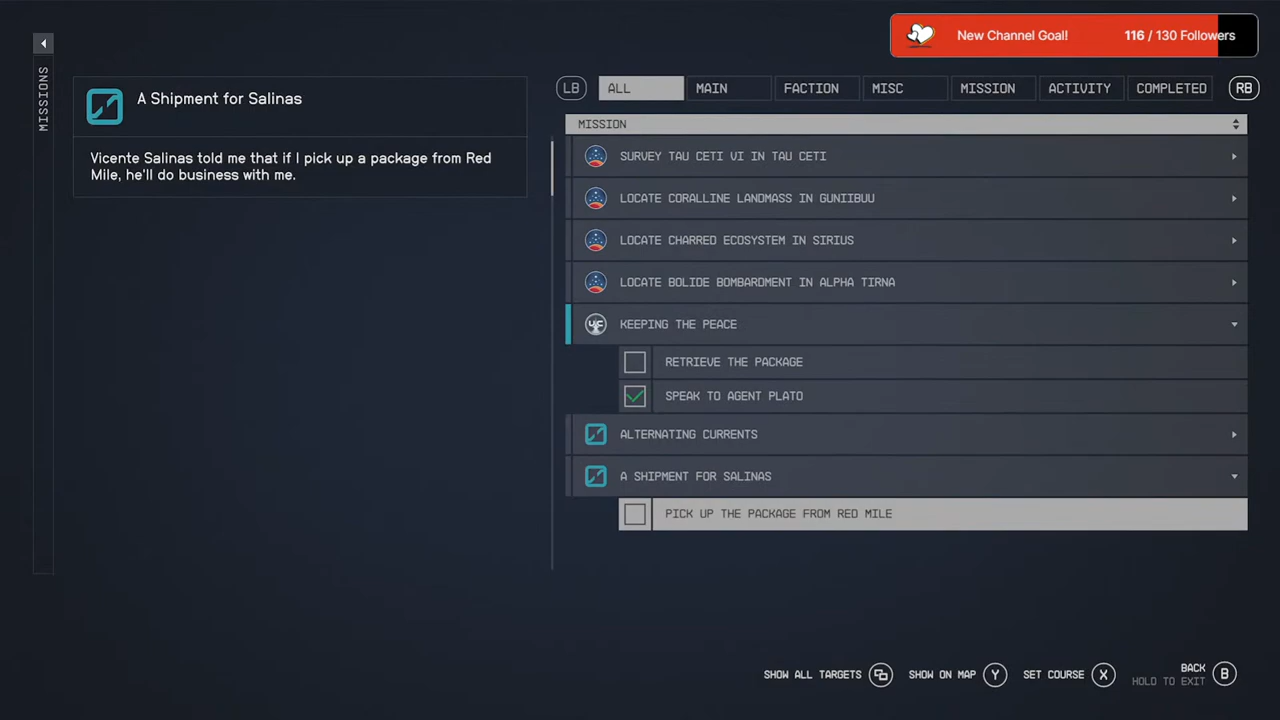 New Channel Goal! 116 / 130 Followers
MISSIONS
A Shipment for Salinas
Vicente Salinas told me that if I pick up a package from Red
Mile, he'll do business with me.
LB ALL MAIN FACTION MISC MISSION ACTIVITY COMPLETED RB
MISSION
SURVEY TAU CETI VI IN TAU CETI
LOCATE CORALLINE LANDMASS IN GUNIIBUU
LOCATE CHARRED ECOSYSTEM IN SIRIUS
LOCATE BOLIDE BOMBARDMENT IN ALPHA TIRNA
UC KEEPING THE PEACE
RETRIEVE THE PACKAGE
SPEAK TO AGENT PLATO
ALTERNATING CURRENTS
A SHIPMENT FOR SALINAS
PICK UP THE PACKAGE FROM RED MILE
SHOW ALL TARGETS SHOW ON MAP Y SET COURSE X BACK B
HOLD TO EXIT